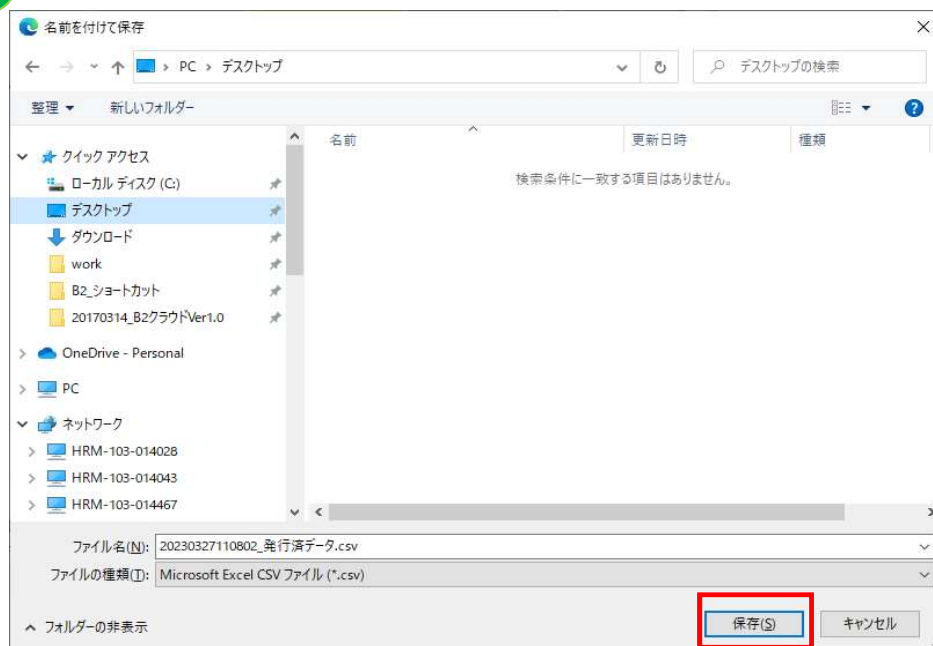 名前を付けて保存
PC › デスクトップ
デスクトップの検索
整理
新しいフォルダー
名前
更新日時
種類
検索条件に一致する項目はありません。
クイック アクセス
ローカル ディスク (C:)
デスクトップ
ダウンロード
work
B2_ショートカット
20170314_B2クラウドVer1.0
OneDrive - Personal
PC
ネットワーク
HRM-103-014028
HRM-103-014043
HRM-103-014467
ファイル名(N): 20230327110802_発行済データ.csv
ファイルの種類(T): Microsoft Excel CSV ファイル (*.csv)
フォルダーの非表示
保存(S)
キャンセル